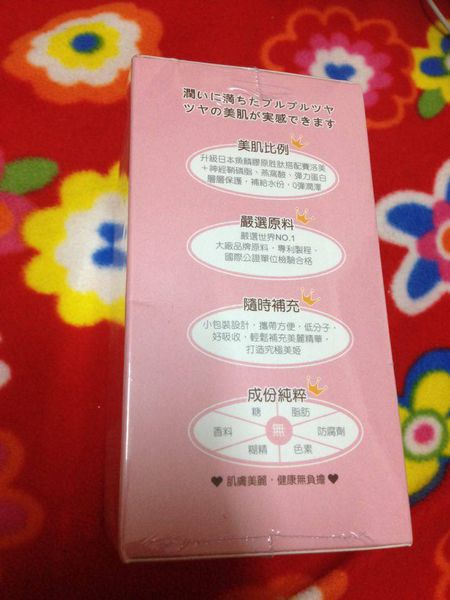 潤いに満ちたプルプルツヤ
ツヤの美肌が実感できます
美肌比例
升級日本魚鱗膠原胜肽搭配賽洛美
+神經鞘磷脂、燕窩酸、彈力蛋白
層層保護，補給水份，Q彈潤澤
嚴選原料
嚴選世界NO.1
大廠品牌原料，專利製程，
國際公證單位檢驗合格
隨時補充
小包裝設計，攜帶方便，低分子，
好吸收，輕鬆補充美麗精華，
打造究極美姬
成份純粹
糖 脂肪
香料 無 防腐劑
糊精 色素
♥ 肌膚美麗，健康無負擔 ♥